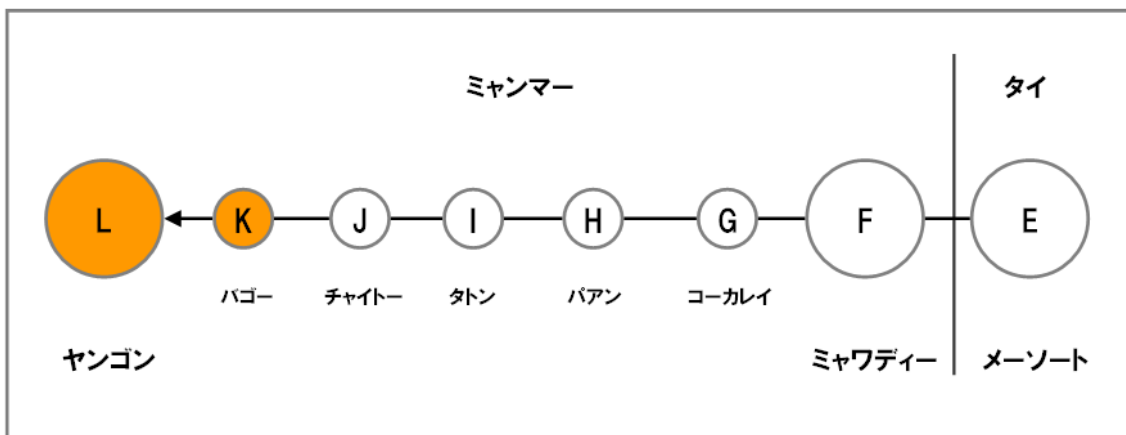 ミャンマー
タイ
L
K
J
I
H
G
F
E
バゴー
チャイトー
タトン
パアン
コーカレイ
ヤンゴン
ミャワディー
メーソート